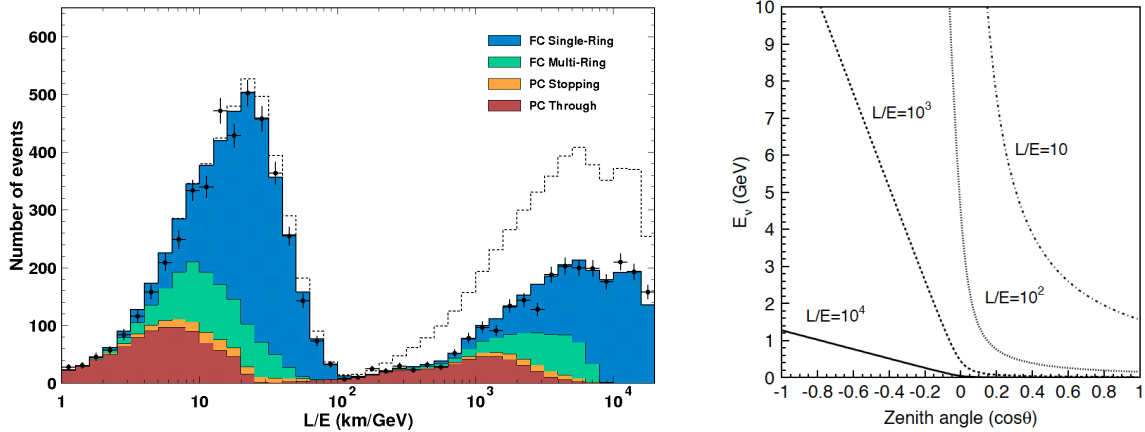 600
500
400
300
200
100
0
Number of events
FC Single-Ring
FC Multi-Ring
PC Stopping
PC Through
1 10 10² 10³ 10⁴
L/E (km/GeV)
10
9
8
7
6
5
4
3
2
1
0
Eν (GeV)
L/E=10³
L/E=10
L/E=10²
L/E=10⁴
-1 -0.8 -0.6 -0.4 -0.2 0 0.2 0.4 0.6 0.8 1
Zenith angle (cosθ)